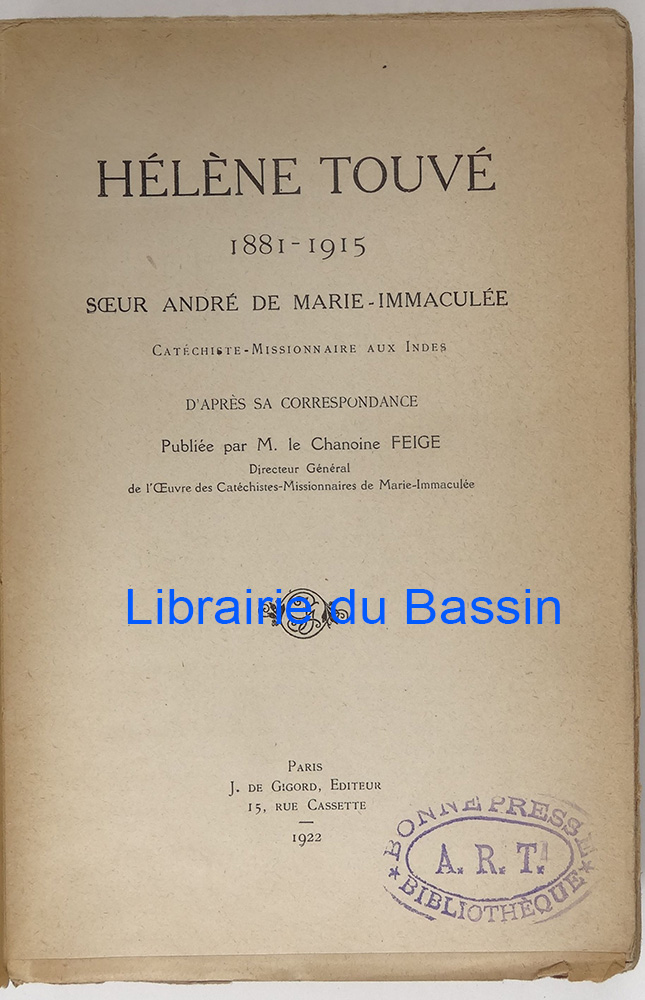 HÉLÈNE TOUVÉ
1881-1915
SŒUR ANDRÉ DE MARIE-IMMACULÉE
CATÉCHISTE-MISSIONNAIRE AUX INDES
D'APRÈS SA CORRESPONDANCE
Publiée par M. le Chanoine FEIGE
Directeur Général
de l'Œuvre des Catéchistes-Missionnaires de Marie-Immaculée
Librairie du Bassin
PARIS
J. DE GIGORD, EDITEUR
15, RUE CASSETTE
1922
BONNE PRESSE
A. R. T.
BIBLIOTHÈQUE